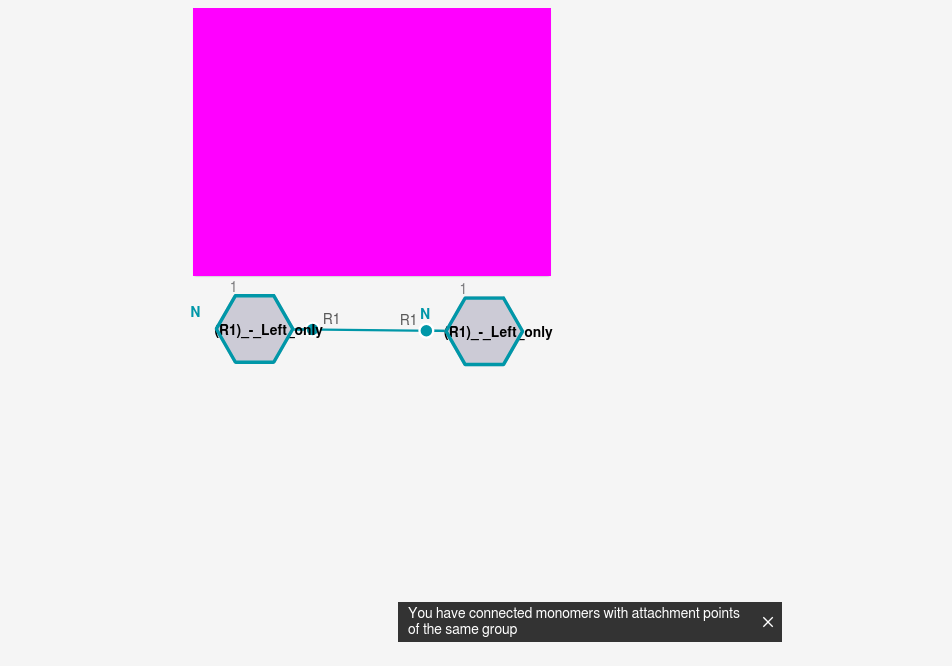 1
1
N
R1
R1
N
(R1)_-_Left_only
(R1)_-_Left_only
You have connected monomers with attachment points
of the same group